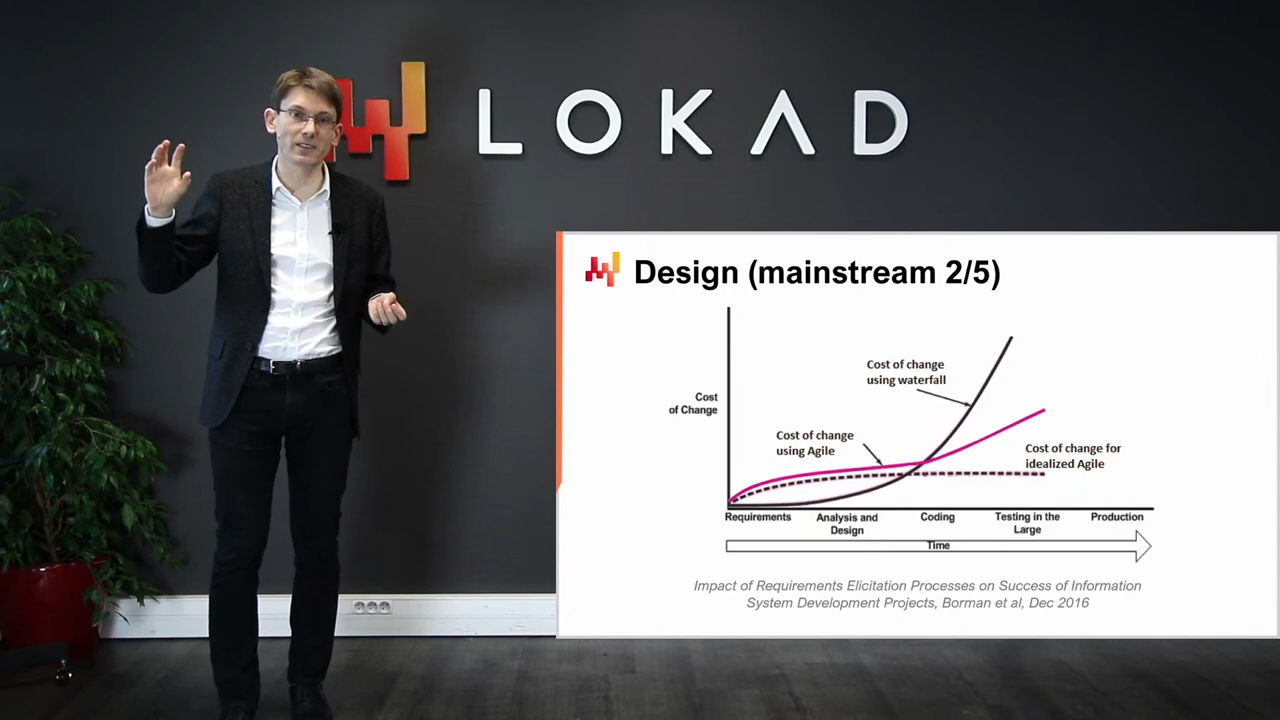 LOKAD
Design (mainstream 2/5)
Cost of change
using waterfall
Cost
of Change
Cost of change
using Agile
Cost of change for
idealized Agile
Requirements
Analysis and
Design
Coding
Testing in the
Large
Production
Time
Impact of Requirements Elicitation Processes on Success of Information
System Development Projects, Borman et al, Dec 2016